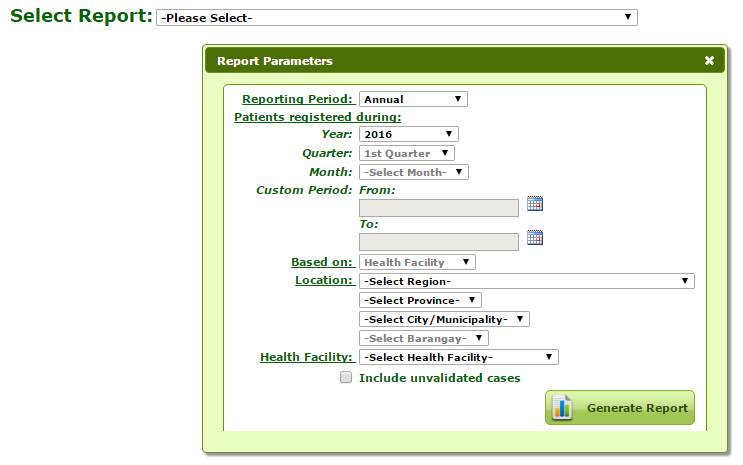 Select Report: -Please Select-
Report Parameters
Reporting Period: Annual
Patients registered during:
Year: 2016
Quarter: 1st Quarter
Month: -Select Month-
Custom Period: From:
To:
Based on: Health Facility
Location: -Select Region-
-Select Province-
-Select City/Municipality-
-Select Barangay-
Health Facility: -Select Health Facility-
Include unvalidated cases
Generate Report